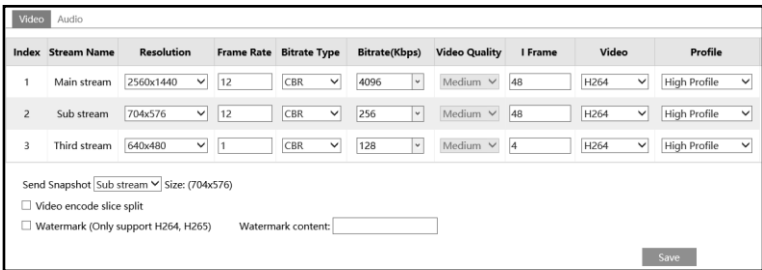 Video Audio
Index Stream Name Resolution Frame Rate Bitrate Type Bitrate(Kbps) Video Quality I Frame Video Profile
1 Main stream 2560x1440 12 CBR 4096 Medium 48 H264 High Profile
2 Sub stream 704x576 12 CBR 256 Medium 48 H264 High Profile
3 Third stream 640x480 1 CBR 128 Medium 4 H264 High Profile
Send Snapshot Sub stream Size: (704x576)
Video encode slice split
Watermark (Only support H264, H265) Watermark content:
Save